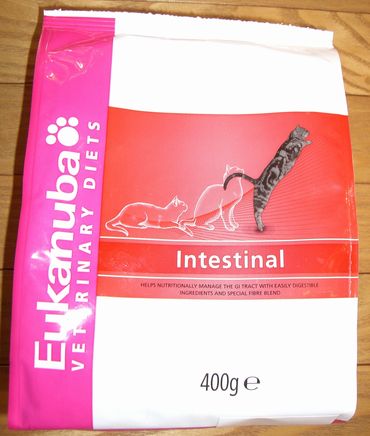 Eukanuba
VETERINARY DIETS
Intestinal
HELPS NUTRITIONALLY MANAGE THE GI TRACT WITH EASILY DIGESTIBLE
INGREDIENTS AND SPECIAL FIBRE BLEND
400g e